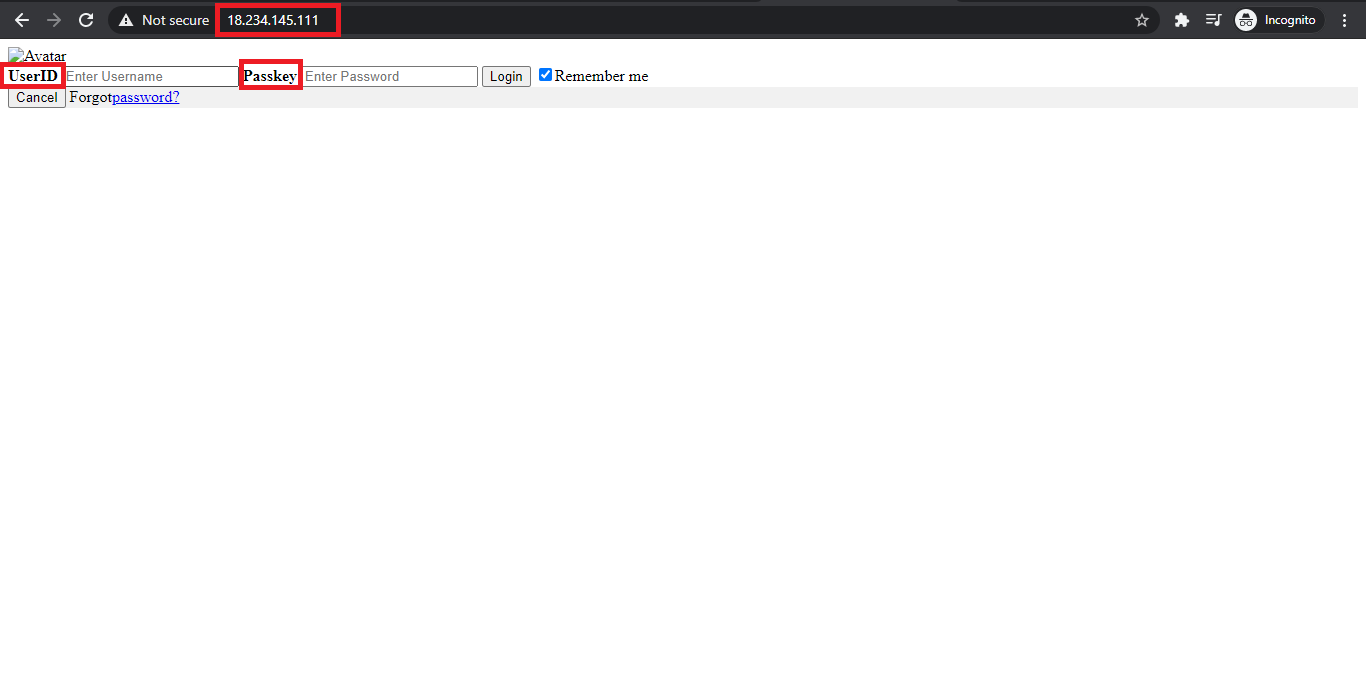 Not secure 18.234.145.111 Incognito
Avatar
UserID Enter Username Passkey Enter Password Login Remember me
Cancel Forgotpassword?